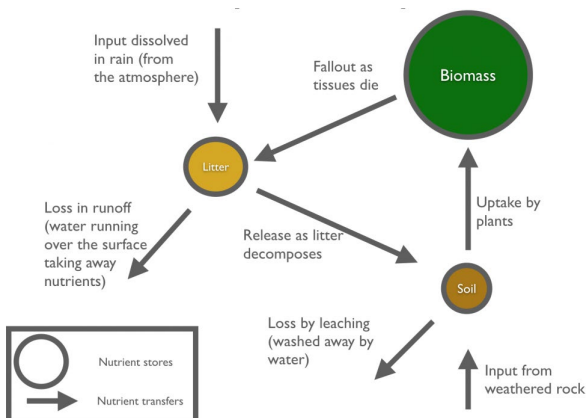 Input dissolved
in rain (from
the atmosphere)
Fallout as
tissues die
Biomass
Litter
Loss in runoff
(water running
over the surface
taking away
nutrients)
Release as litter
decomposes
Uptake by
plants
Soil
Loss by leaching
(washed away by
water)
Input from
weathered rock
Nutrient stores
Nutrient transfers